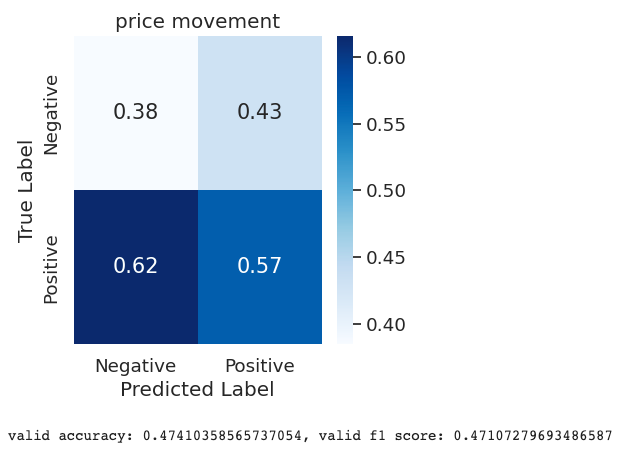 price movement
True Label
Negative
Positive
0.38
0.43
0.62
0.57
Negative
Positive
Predicted Label
0.60
0.55
0.50
0.45
0.40
valid accuracy: 0.47410358565737054, valid f1 score: 0.47107279693486587